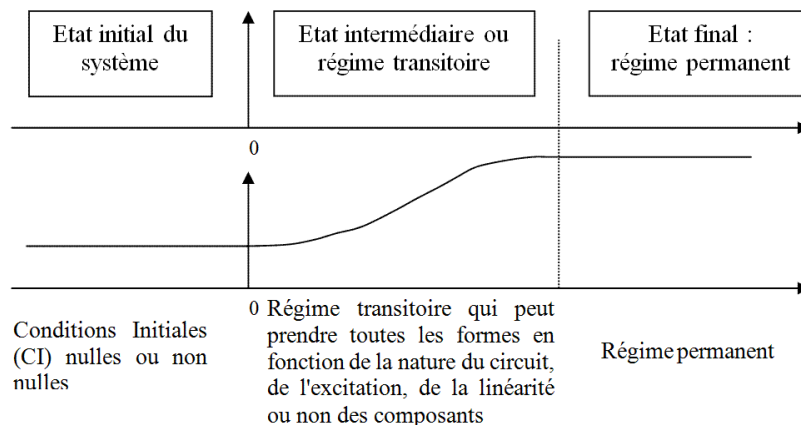 Etat initial du
système
Etat intermédiaire ou
régime transitoire
Etat final :
régime permanent
0
0
Conditions Initiales
(CI) nulles ou non
nulles
Régime transitoire qui peut
prendre toutes les formes en
fonction de la nature du circuit,
de l'excitation, de la linéarité
ou non des composants
Régime permanent